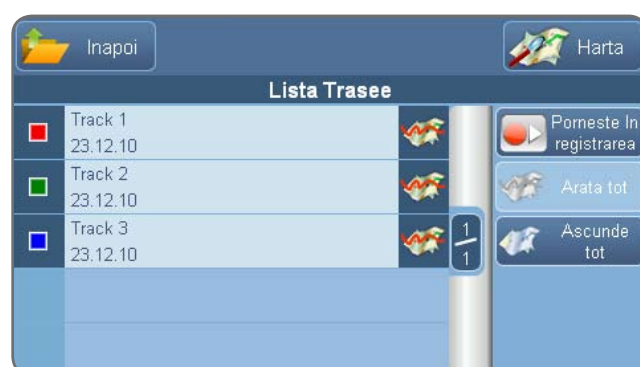 Inapoi
Harta
Lista Trasee
Track 1
23.12.10
Track 2
23.12.10
Track 3
23.12.10
1
1
Porneste In
registrarea
Arata tot
Ascunde
tot